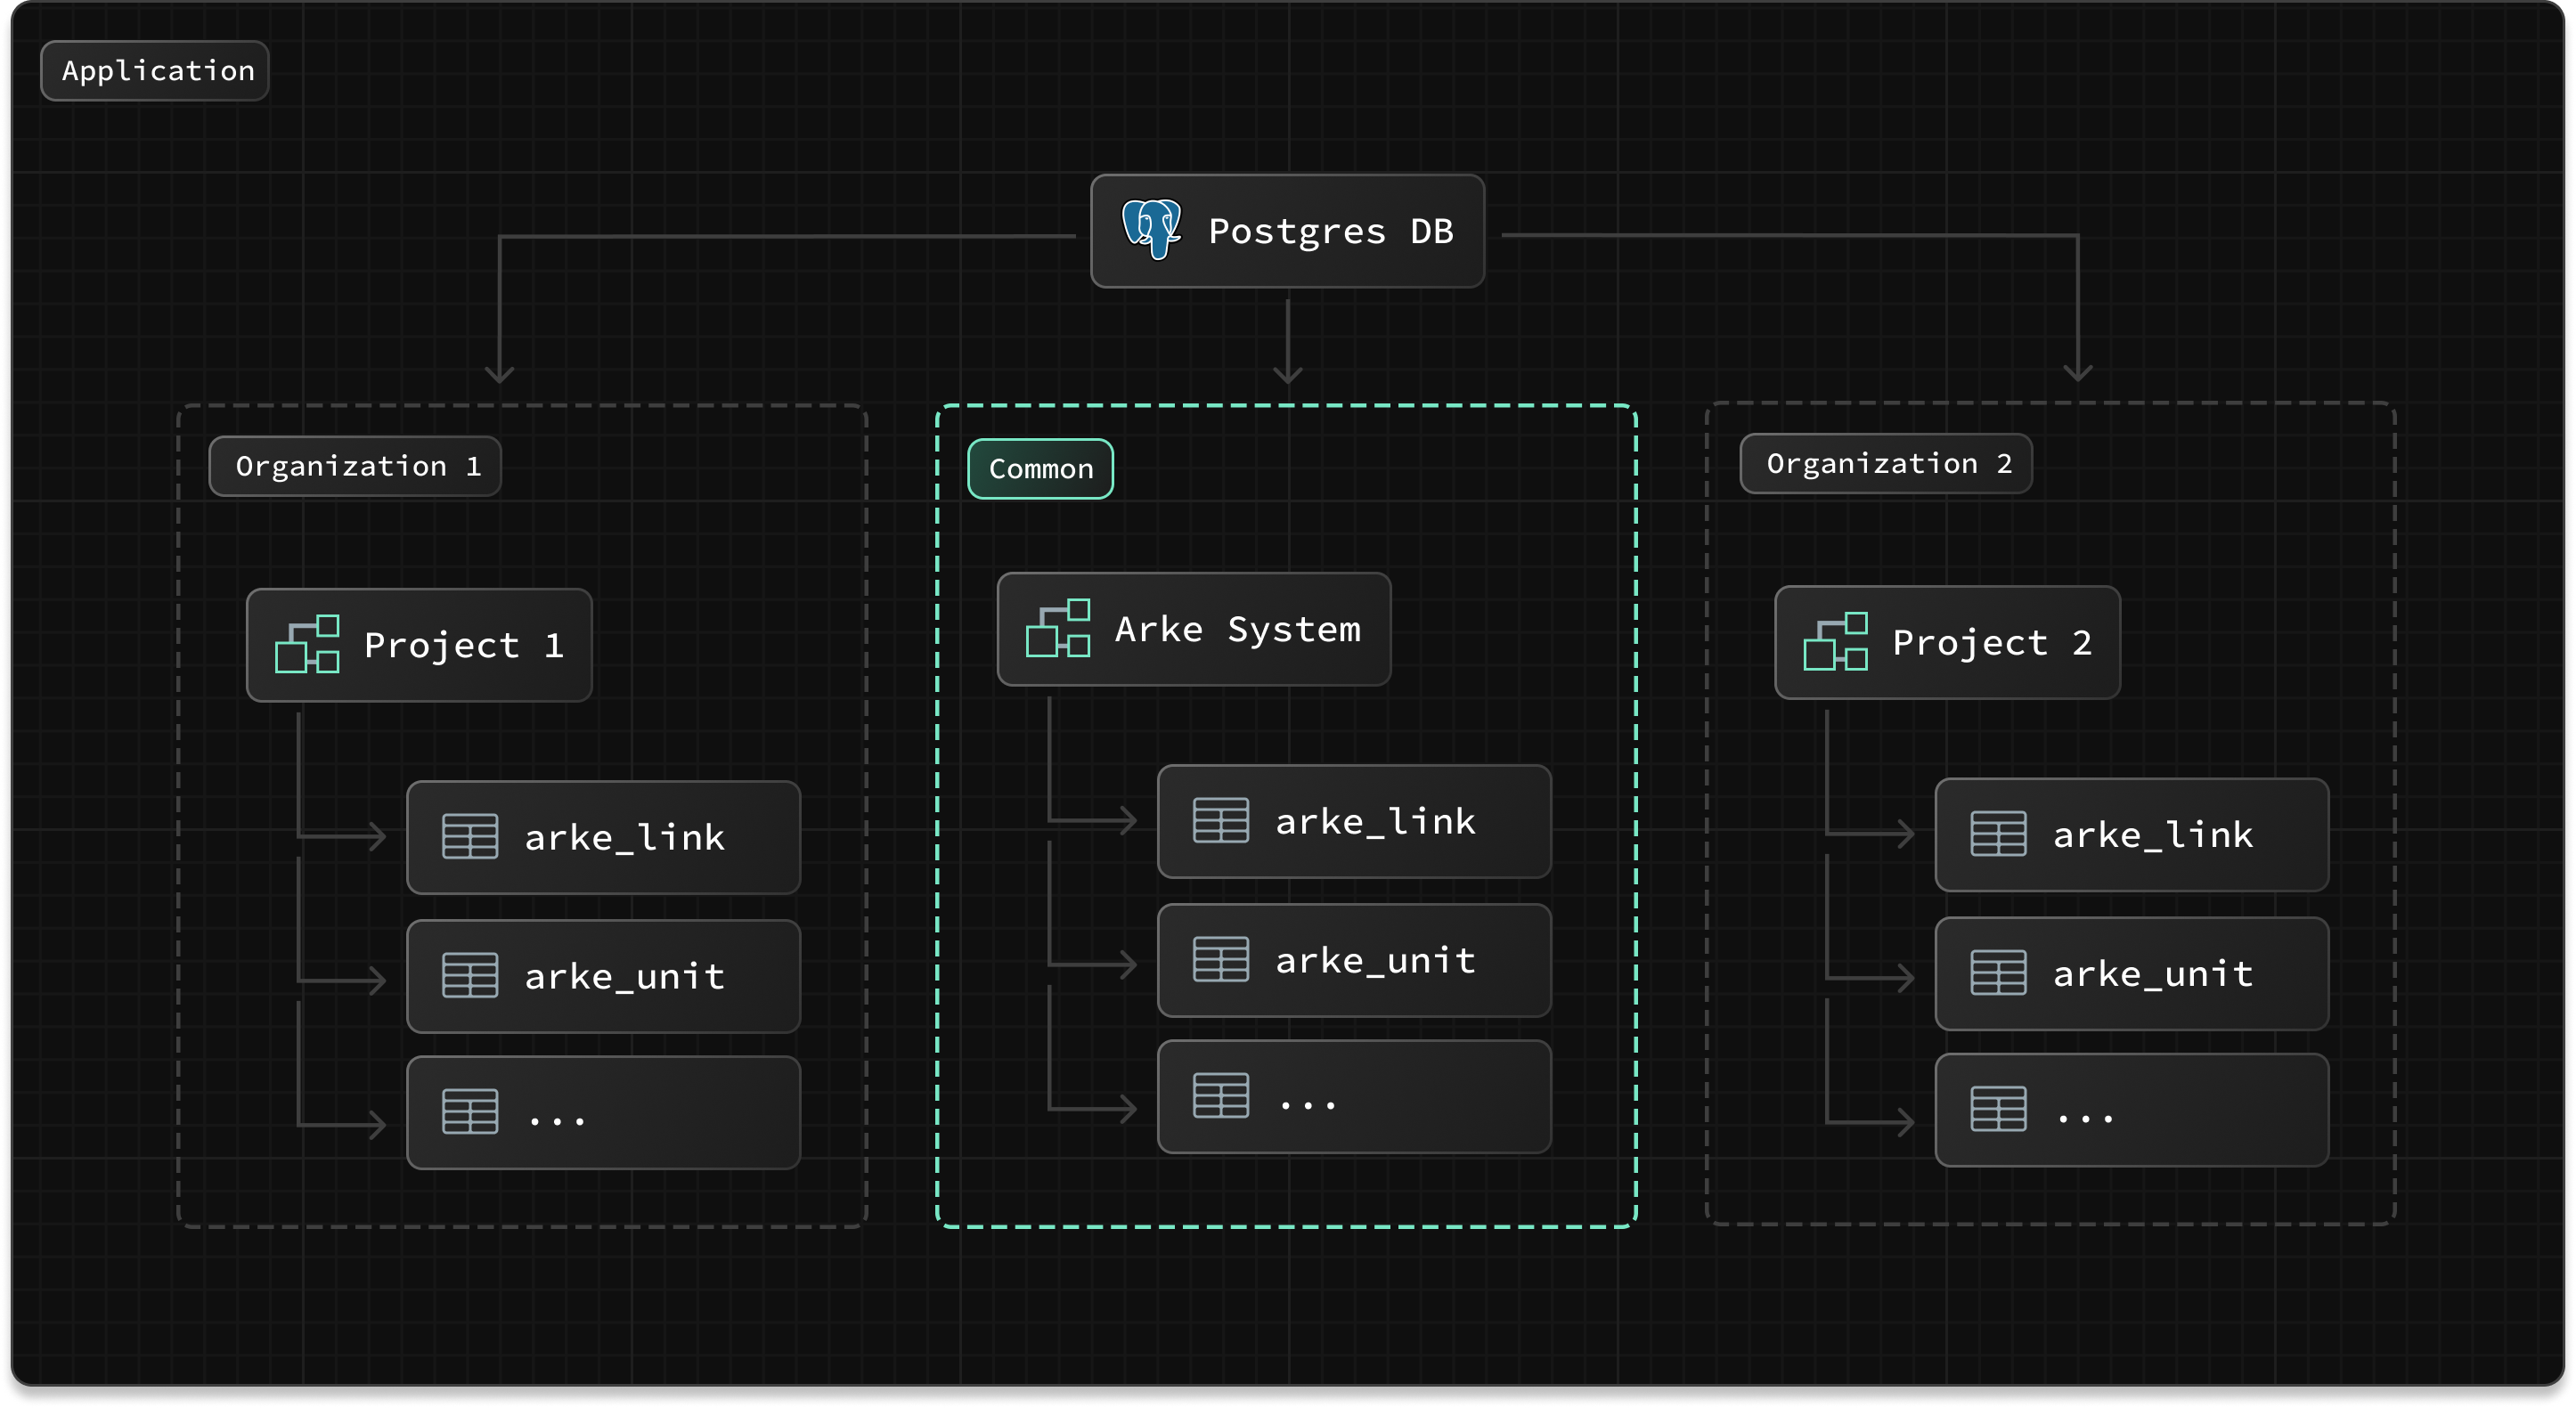 Application
Postgres DB
Organization 1
Project 1
arke_link
arke_unit
...
Common
Arke System
arke_link
arke_unit
...
Organization 2
Project 2
arke_link
arke_unit
...